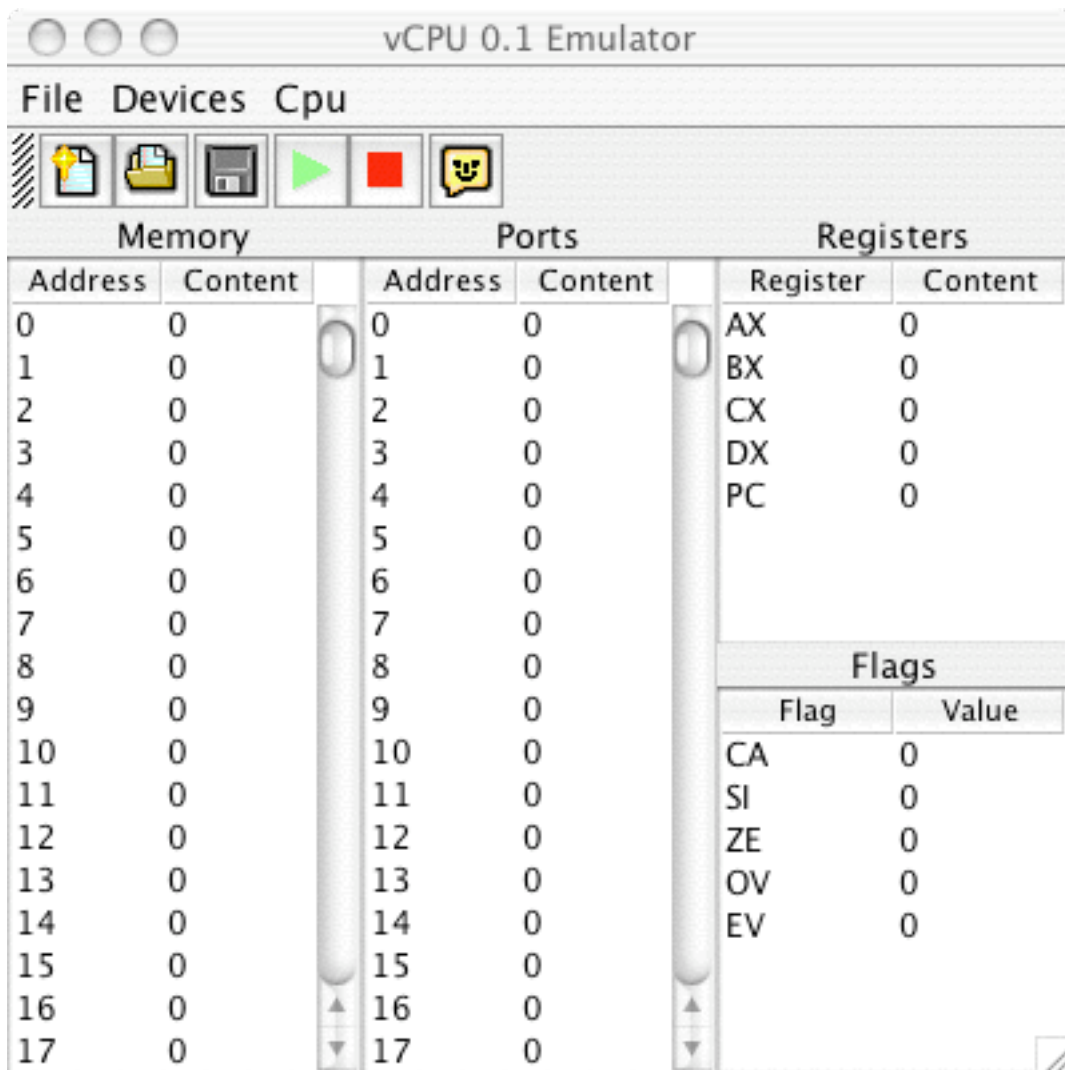 vCPU 0.1 Emulator
File Devices Cpu
Memory Ports Registers
Address Content Address Content Register Content
0 0 0 0 AX 0
1 0 1 0 BX 0
2 0 2 0 CX 0
3 0 3 0 DX 0
4 0 4 0 PC 0
5 0 5 0
6 0 6 0
7 0 7 0
8 0 8 0 Flags
9 0 9 0 Flag Value
10 0 10 0 CA 0
11 0 11 0 SI 0
12 0 12 0 ZE 0
13 0 13 0 OV 0
14 0 14 0 EV 0
15 0 15 0
16 0 16 0
17 0 17 0